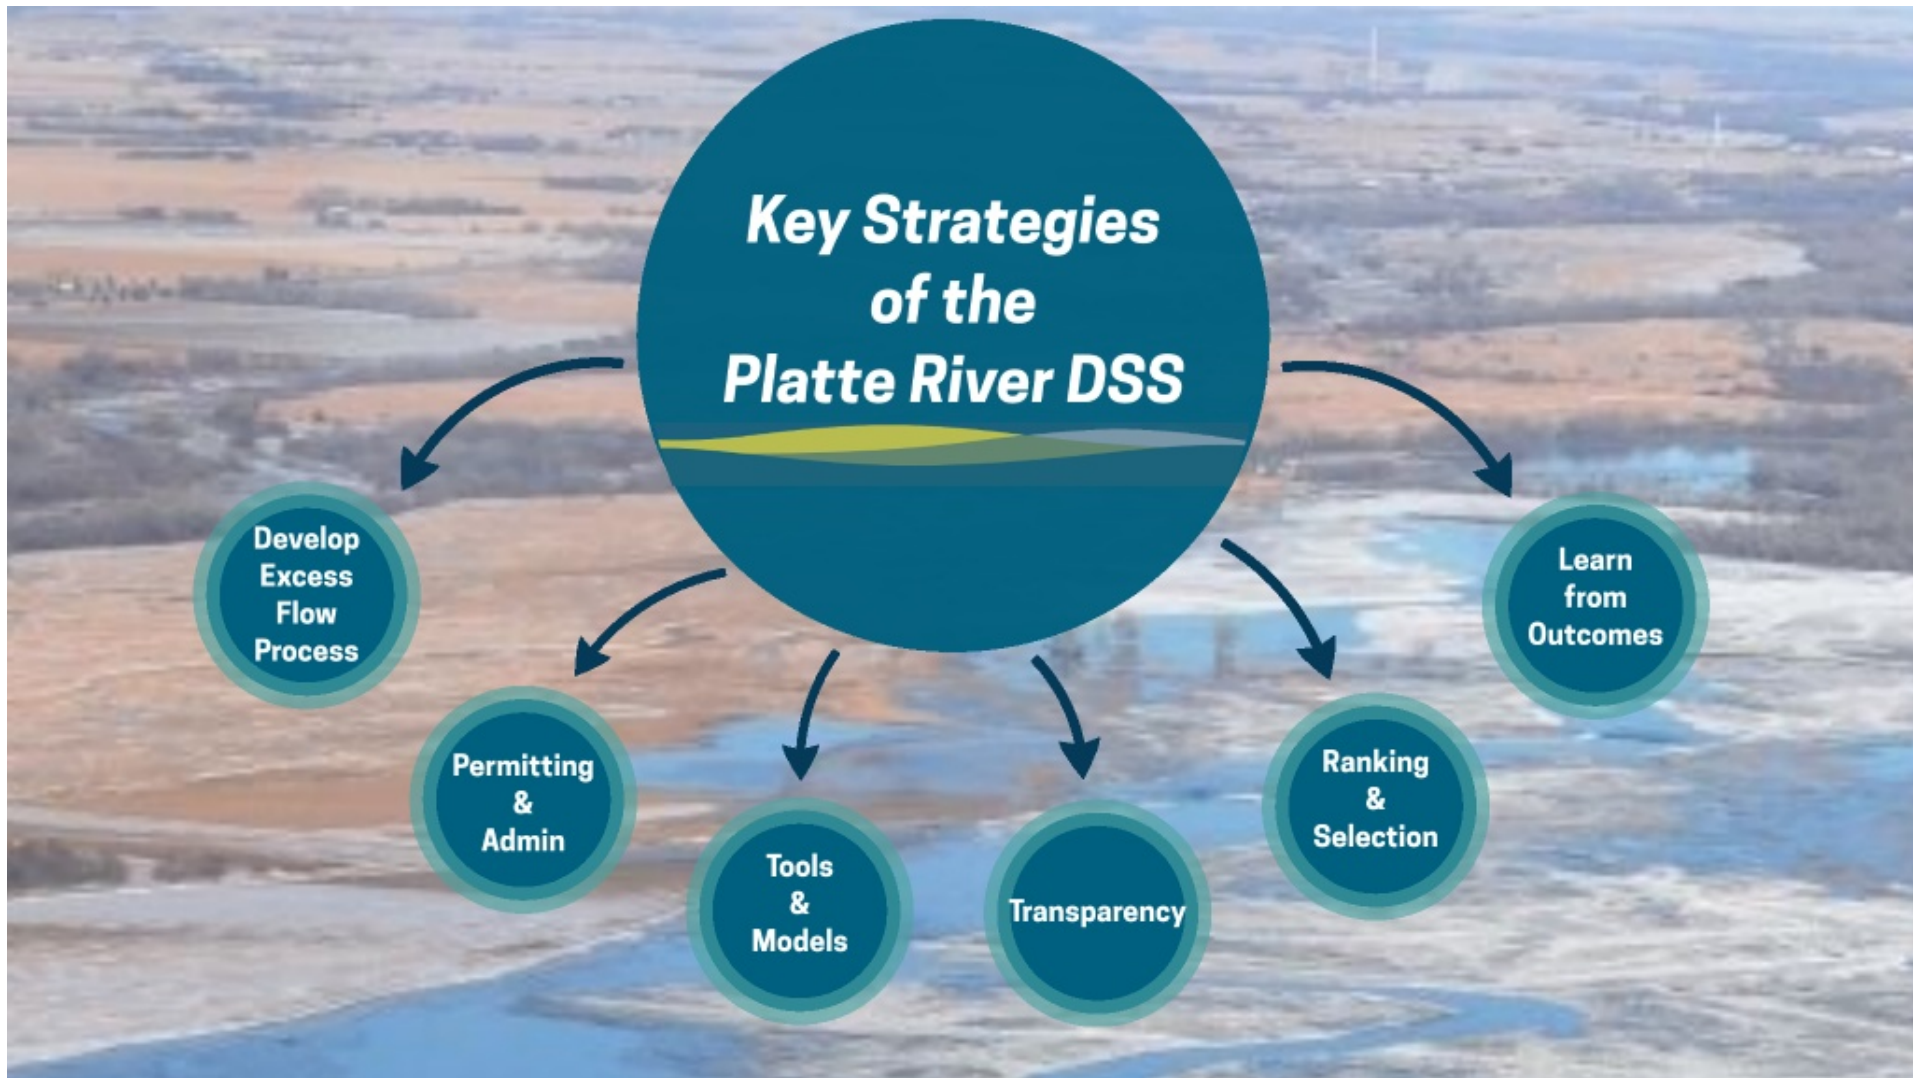 Key Strategies
of the
Platte River DSS
Develop
Excess
Flow
Process
Permitting
&
Admin
Tools
&
Models
Transparency
Ranking
&
Selection
Learn
from
Outcomes